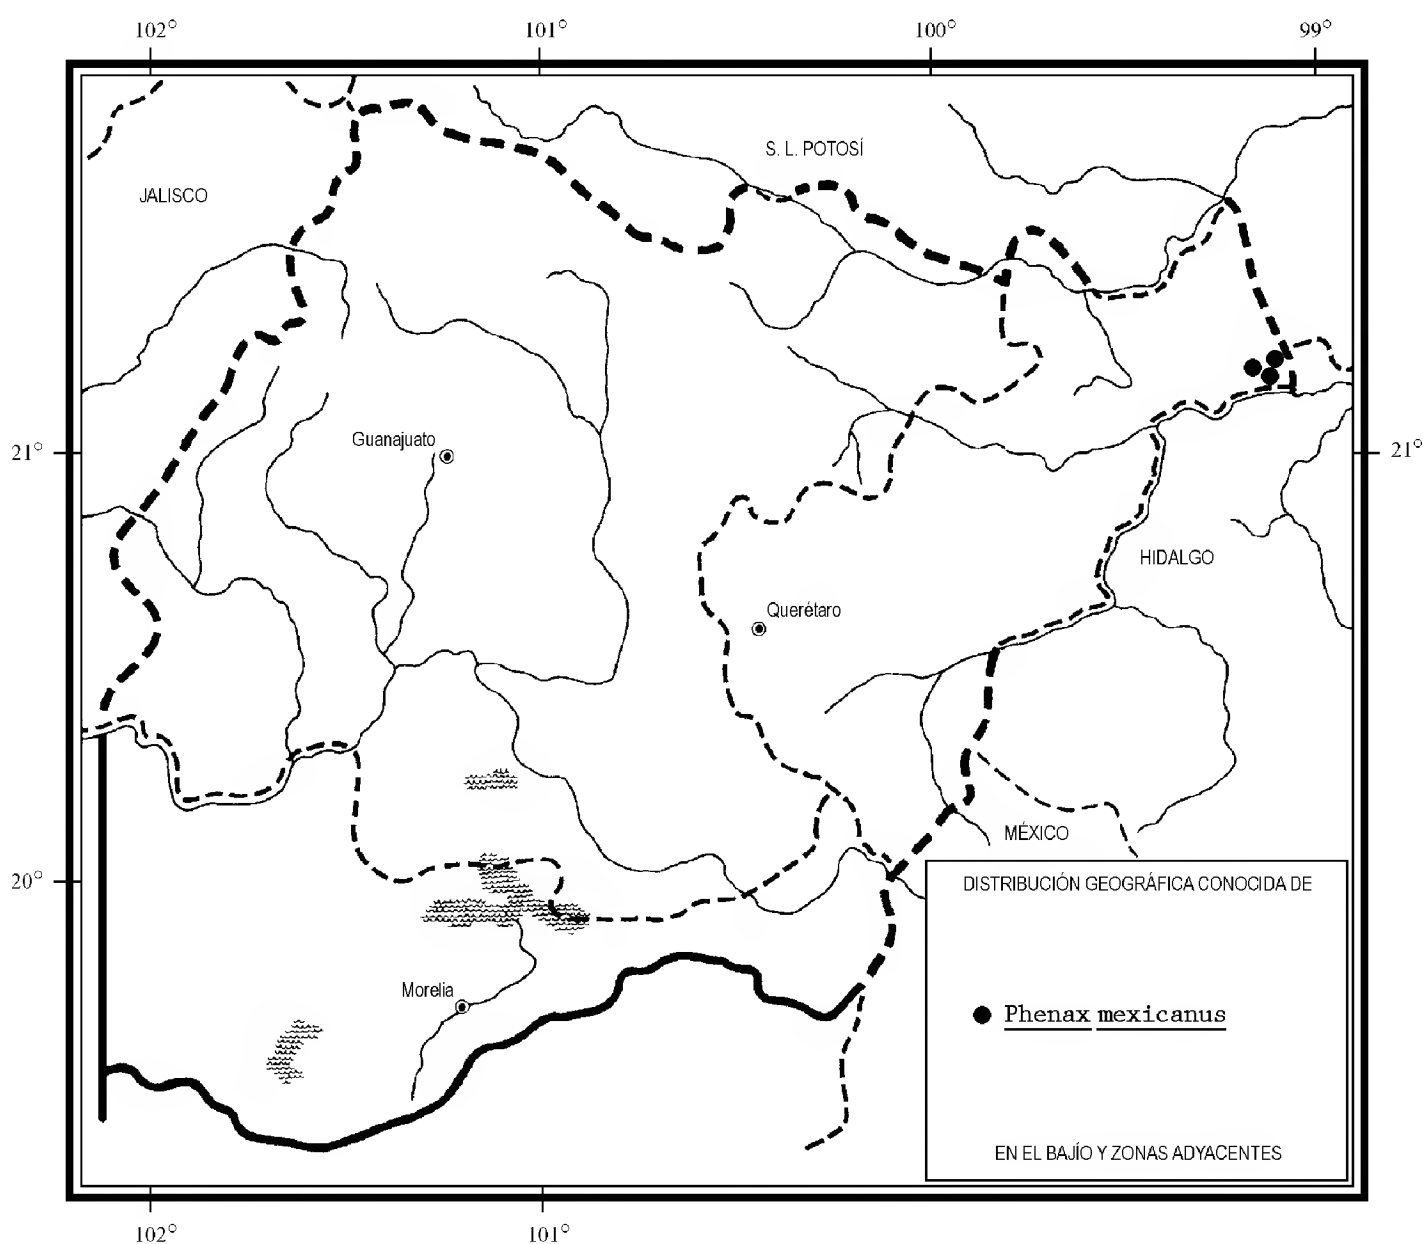 102° 101° 100° 99°
S. L. POTOSÍ
JALISCO
Guanajuato
21° 21°
HIDALGO
Querétaro
MÉXICO
20°
DISTRIBUCIÓN GEOGRÁFICA CONOCIDA DE
Morelia
Phenax mexicanus
EN EL BAJÍO Y ZONAS ADYACENTES
102° 101°